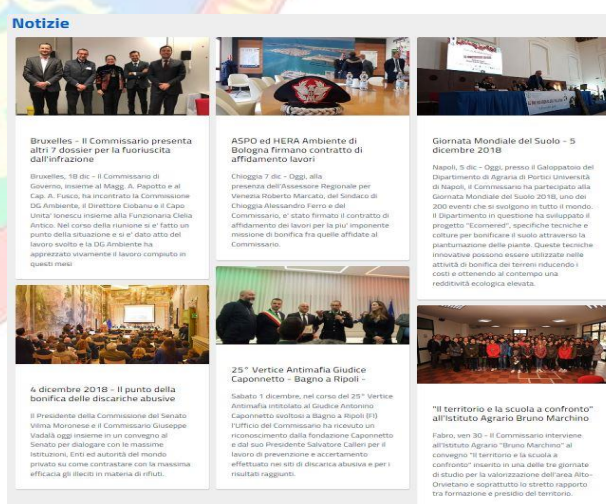 Notizie
Bruxelles - Il Commissario presenta
altri 7 dossier per la fuoriuscita
dall'infrazione
Bruxelles, 18 dic - Il Commissario di
Governo, insieme al Magg. A. Papotto e al
Cap. A. Fusco, ha incontrato la Commissione
DG Ambiente, il Direttore Ciobanu e il Capo
Unita' Ionescu insieme alla Funzionaria Clelia
Antico. Nel corso della riunione si e' fatto un
punto della situazione e si e' dato atto del
lavoro svolto e la DG Ambiente ha
apprezzato vivamente il lavoro compiuto in
questi mesi
ASPO ed HERA Ambiente di
Bologna firmano contratto di
affidamento lavori
Chioggia 7 dic - Oggi, alla
presenza dell'Assessore Regionale per
Venezia Roberto Marcato, del Sindaco di
Chioggia Alessandro Ferro e del
Commissario, e' stato firmato il contratto di
affidamento dei lavori per la piu' imponente
missione di bonifica fra quelle affidate al
Commissario.
Giornata Mondiale del Suolo - 5
dicembre 2018
Napoli, 5 dic - Oggi, presso il Galoppatoio del
Dipartimento di Agraria di Portici Università
di Napoli, il Commissario ha partecipato alla
Giornata Mondiale del Suolo 2018, uno dei
200 eventi che si svolgono in tutto il mondo.
Il Dipartimento in questione ha sviluppato il
progetto "Ecomered", specifiche tecniche e
colture per bonificare il suolo attraverso la
piantumazione delle piante. Queste tecniche
innovative possono essere utilizzate nelle
attività di bonifica dei terreni riducendo i
costi e ottenendo al contempo una
redditività ecologica elevata.
4 dicembre 2018 - Il punto della
bonifica delle discariche abusive
Il Presidente della Commissione del Senato
Vilma Moronese e il Commissario Giuseppe
Vadalà oggi insieme in un convegno al
Senato per dialogare con le massime
Istituzioni, Enti ed autorità del mondo
privato su come contrastare con la massima
efficacia gli illeciti in materia di rifiuti.
25° Vertice Antimafia Giudice
Caponnetto - Bagno a Ripoli -
Sabato 1 dicembre, nel corso del 25° Vertice
Antimafia intitolato al Giudice Antonino
Caponnetto svoltosi a Bagno a Ripoli (FI)
l'Ufficio del Commissario ha ricevuto un
riconoscimento dalla fondazione Caponnetto
e dal suo Presidente Salvatore Calleri per il
lavoro di prevenzione e accertamento
effettuato nei siti di discarica abusiva e per i
risultati raggiunti.
"Il territorio e la scuola a confronto"
all'Istituto Agrario Bruno Marchino
Fabro, ven 30 - Il Commissario interviene
all'Istituto Agrario "Bruno Marchino" al
convegno "Il territorio e la scuola a
confronto" inserito in una delle tre giornate
di studio per la valorizzazione dell'area Alto-
Orvietano e soprattutto lo stretto rapporto
tra formazione e presidio del territorio.